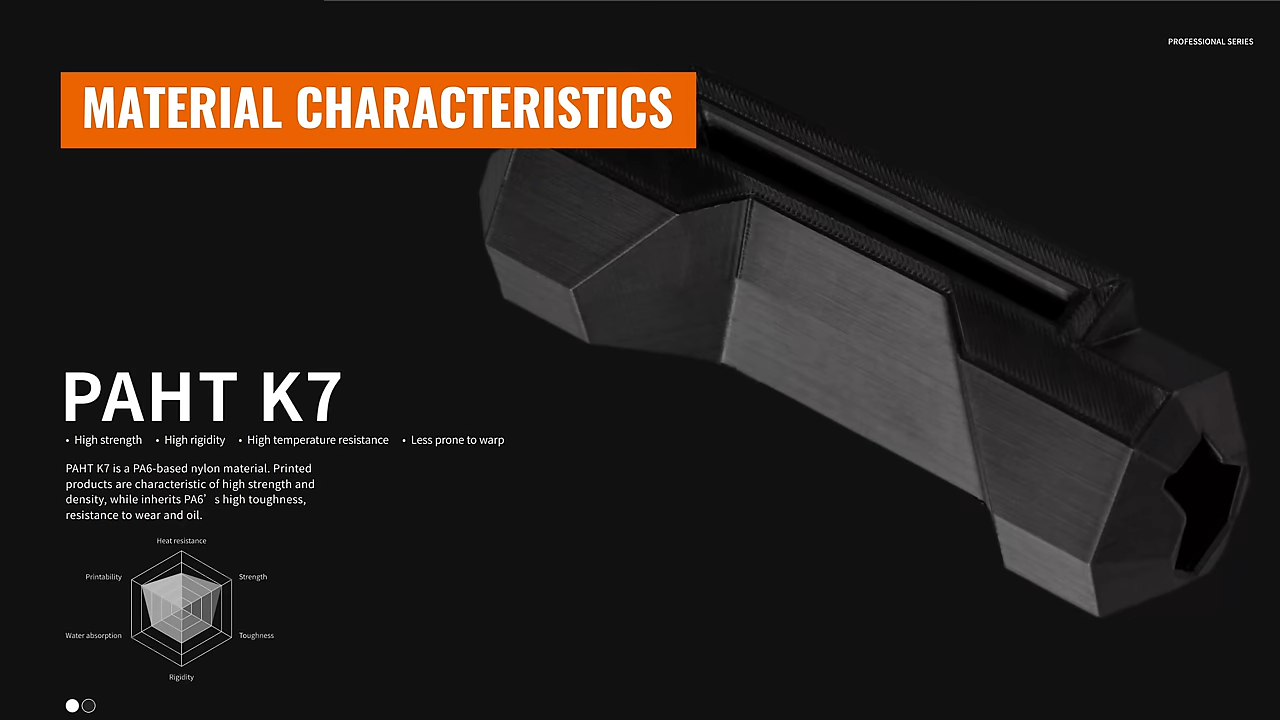 PROFESSIONAL SERIES
MATERIAL CHARACTERISTICS
PAHT K7
• High strength • High rigidity • High temperature resistance • Less prone to warp
PAHT K7 is a PA6-based nylon material. Printed
products are characteristic of high strength and
density, while inherits PA6’ s high toughness,
resistance to wear and oil.
Heat resistance
Printability
Strength
Water absorption
Toughness
Rigidity